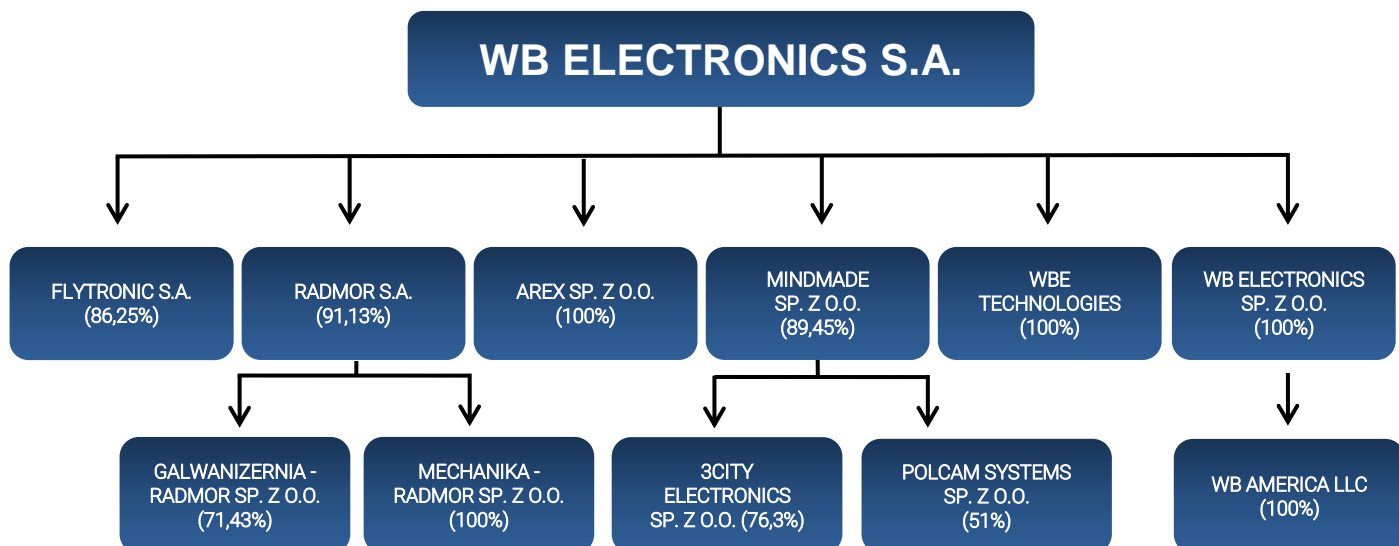 WB ELECTRONICS S.A.
FLYTRONIC S.A.
(86,25%)
RADMOR S.A.
(91,13%)
AREX SP. Z O.O.
(100%)
MINDMADE
SP. Z O.O.
(89,45%)
WBE
TECHNOLOGIES
(100%)
WB ELECTRONICS
SP. Z O.O.
(100%)
GALWANIZERNIA -
RADMOR SP. Z O.O.
(71,43%)
MECHANIKA -
RADMOR SP. Z O.O.
(100%)
3CITY
ELECTRONICS
SP. Z O.O. (76,3%)
POLCAM SYSTEMS
SP. Z O.O.
(51%)
WB AMERICA LLC
(100%)